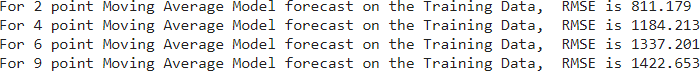 For 2 point Moving Average Model forecast on the Training Data,  RMSE is 811.179
For 4 point Moving Average Model forecast on the Training Data,  RMSE is 1184.213
For 6 point Moving Average Model forecast on the Training Data,  RMSE is 1337.201
For 9 point Moving Average Model forecast on the Training Data,  RMSE is 1422.653